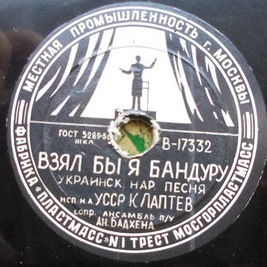 МЕСТНАЯ ПРОМЫШЛЕННОСТЬ г. МОСКВЫ
ГОСТ 5289-50
В-17332
ВЗЯЛ БЫ Я БАНДУРУ
УКРАИНСК. НАР. ПЕСНЯ
ИСП. Н.А. УССР К. ЛАПТЕВ
СОПР. АНСАМБЛЬ П/У
АН. БАДХЕНА
ФАБРИКА «ПЛАСТМАСС» N1 ТРЕСТ МОСГОРПЛАСТМАСС